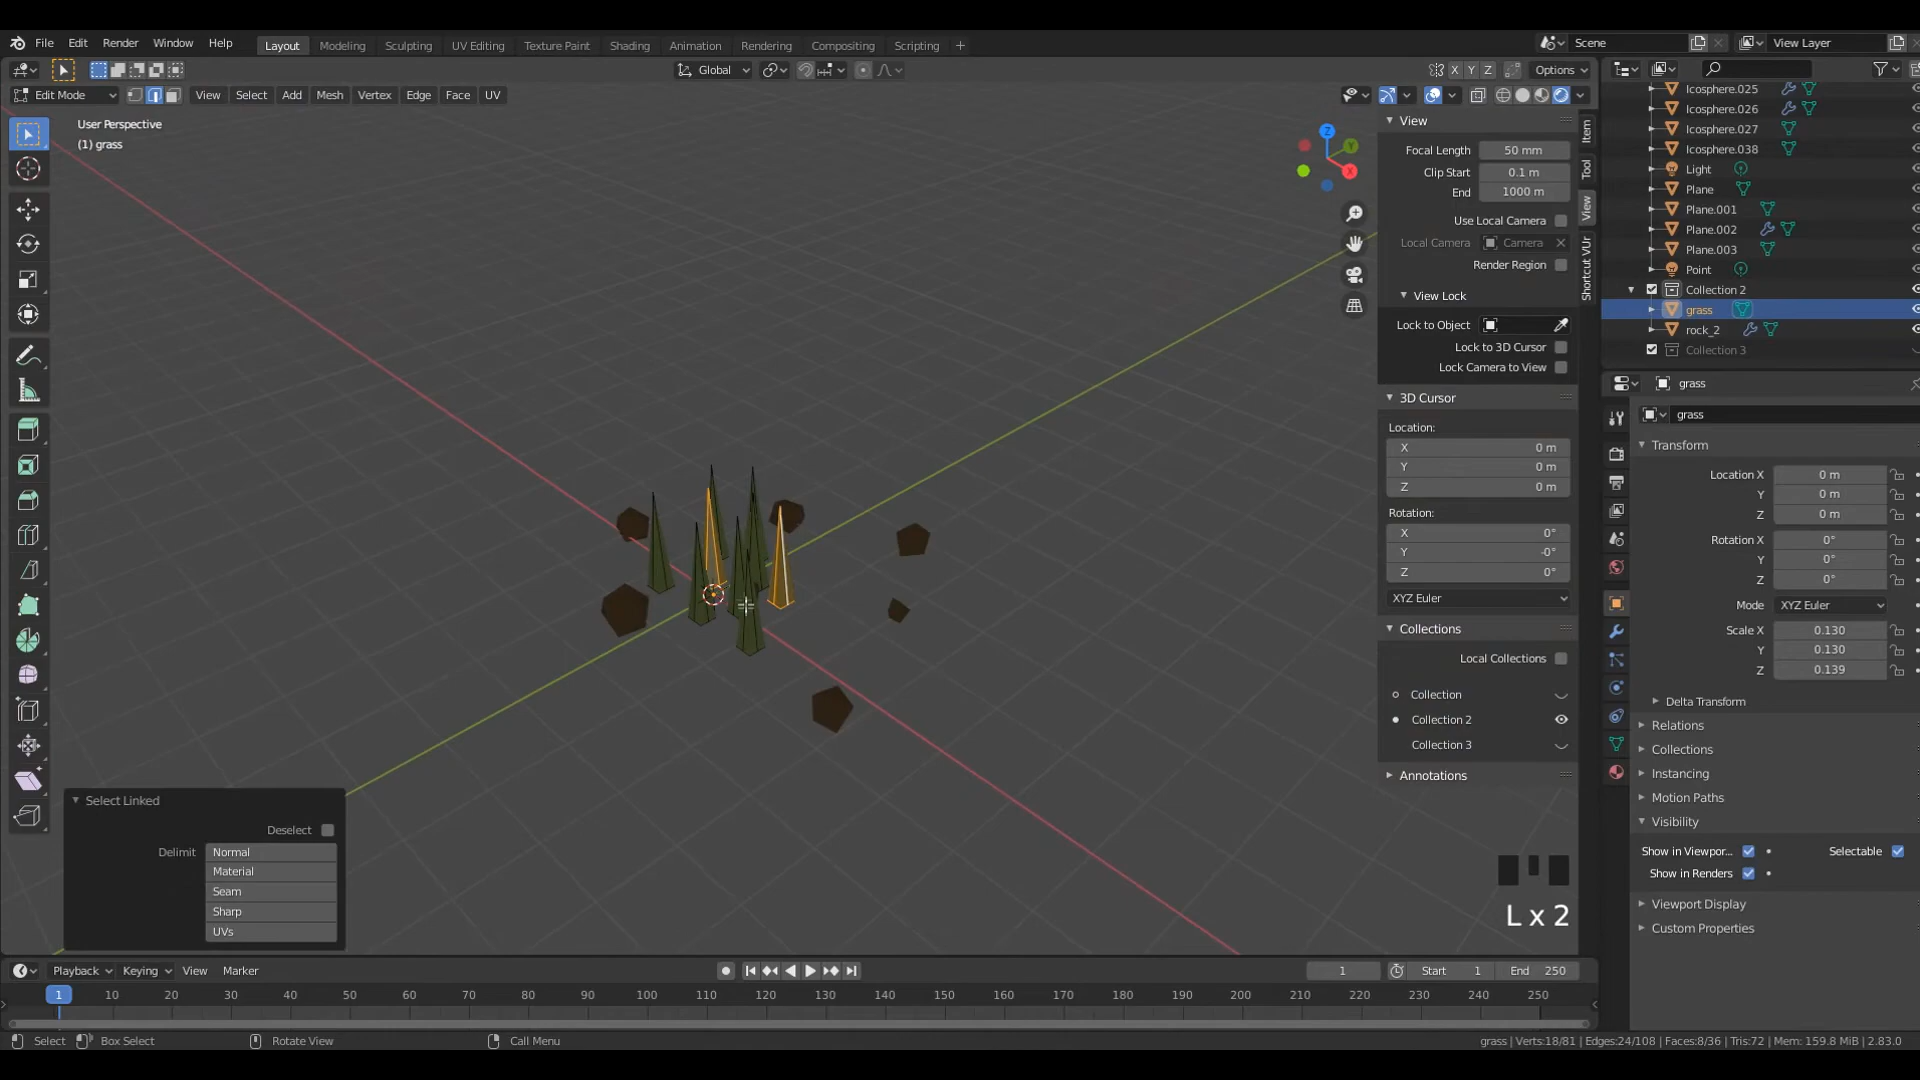 File Edit Render Window Help Layout Modeling Sculpting UV Editing Texture Paint Shading Animation Rendering Compositing Scripting + Scene View Layer
Global X Y Z Options
Edit Mode View Select Add Mesh Vertex Edge Face UV
User Perspective
(1) grass
Z
Y
X
View
Focal Length 50 mm
Clip Start 0.1 m
End 1000 m
Use Local Camera
Local Camera Camera
Render Region
View Lock
Lock to Object
Lock to 3D Cursor
Lock Camera to View
3D Cursor
Location:
X 0 m
Y 0 m
Z 0 m
Rotation:
X 0°
Y -0°
Z 0°
XYZ Euler
Collections
Local Collections
Collection
Collection 2
Collection 3
Annotations
Item
Tool
View
Shortcut VUr
Icosphere.025
Icosphere.026
Icosphere.027
Icosphere.038
Light
Plane
Plane.001
Plane.002
Plane.003
Point
Collection 2
grass
rock_2
Collection 3
grass
grass
Transform
Location X 0 m
Y 0 m
Z 0 m
Rotation X 0°
Y 0°
Z 0°
Mode XYZ Euler
Scale X 0.130
Y 0.130
Z 0.139
Delta Transform
Relations
Collections
Instancing
Motion Paths
Visibility
Show in Viewpor... Selectable
Show in Renders
Viewport Display
Custom Properties
Select Linked
Deselect
Delimit Normal
Material
Seam
Sharp
UVs
L x 2
Playback Keying View Marker 1 Start 1 End 250
1 10 20 30 40 50 60 70 80 90 100 110 120 130 140 150 160 170 180 190 200 210 220 230 240 250
Select Box Select Rotate View Call Menu grass | Verts:18/81 | Edges:24/108 | Faces:8/36 | Tris:72 | Mem: 159.8 MiB | 2.83.0